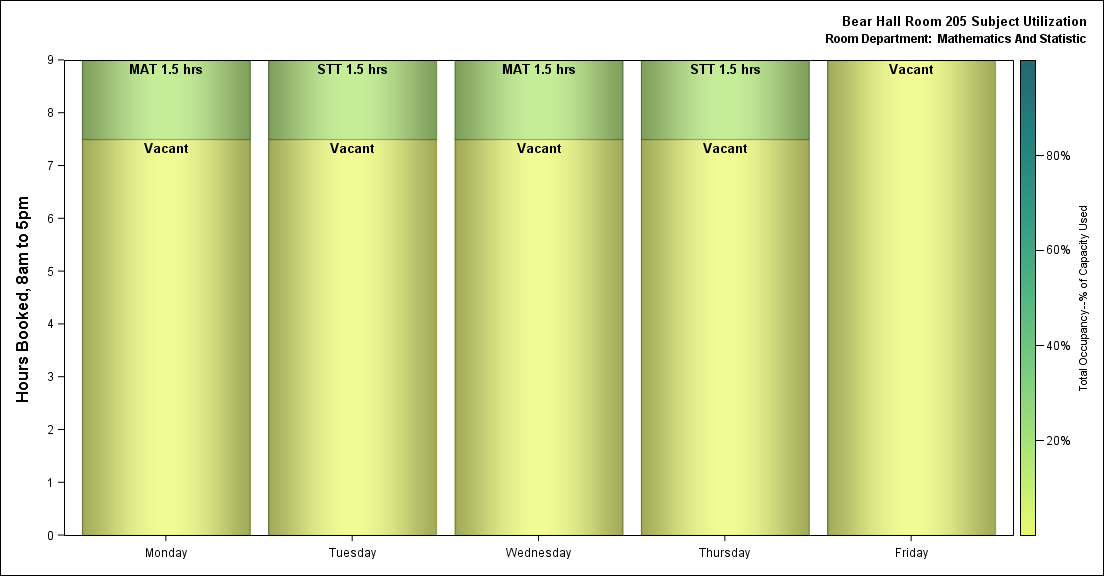 Bear Hall Room 205 Subject Utilization
Room Department: Mathematics And Statistic
Hours Booked, 8am to 5pm
9
8
7
6
5
4
3
2
1
0
MAT 1.5 hrs
Vacant
STT 1.5 hrs
Vacant
MAT 1.5 hrs
Vacant
STT 1.5 hrs
Vacant
Vacant
Monday
Tuesday
Wednesday
Thursday
Friday
80%
60%
40%
20%
Total Occupancy--% of Capacity Used